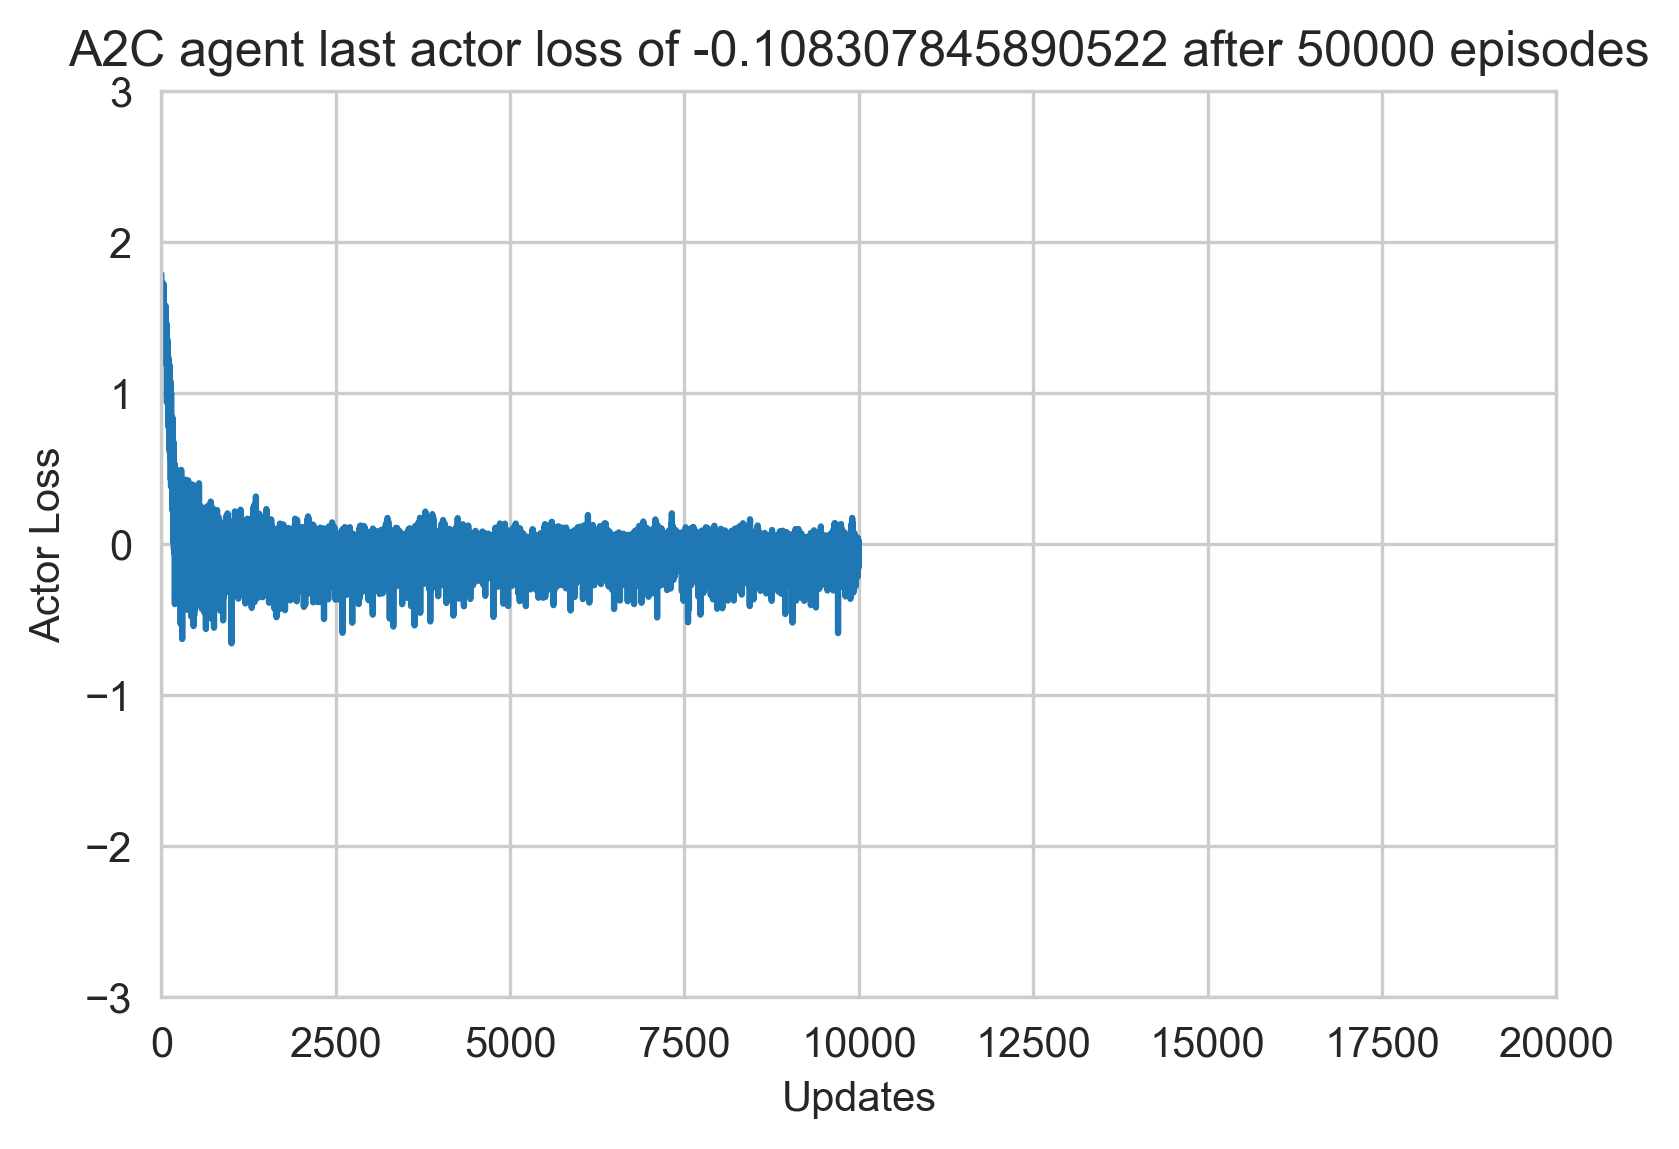 A2C agent last actor loss of -0.108307845890522 after 50000 episodes
3
2
1
0
−1
−2
−3
Actor Loss
0 2500 5000 7500 10000 12500 15000 17500 20000
Updates